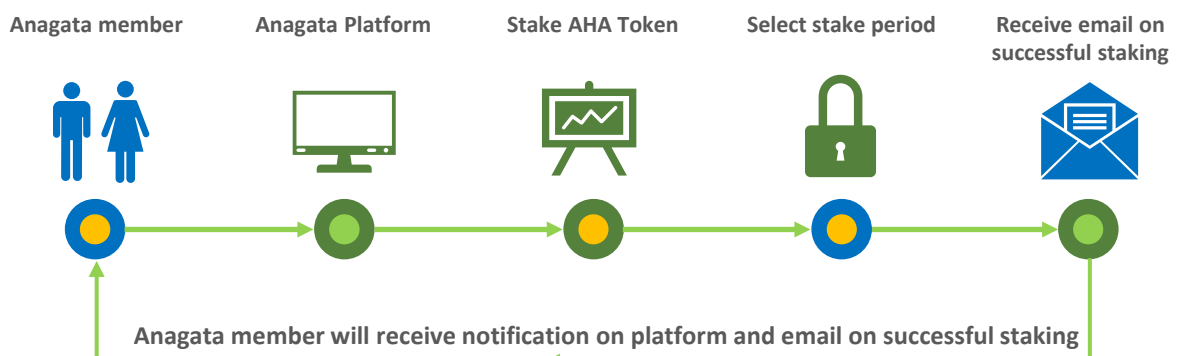 Anagata member
Anagata Platform
Stake AHA Token
Select stake period
Receive email on
successful staking
Anagata member will receive notification on platform and email on successful staking